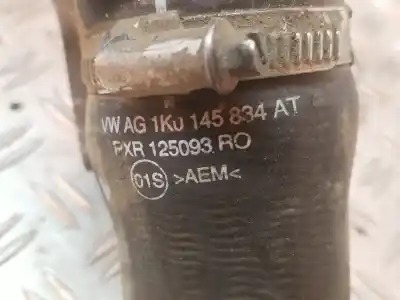 VW AG 1K0 145 834 AT
PXR 125093 RO
01S >AEM<